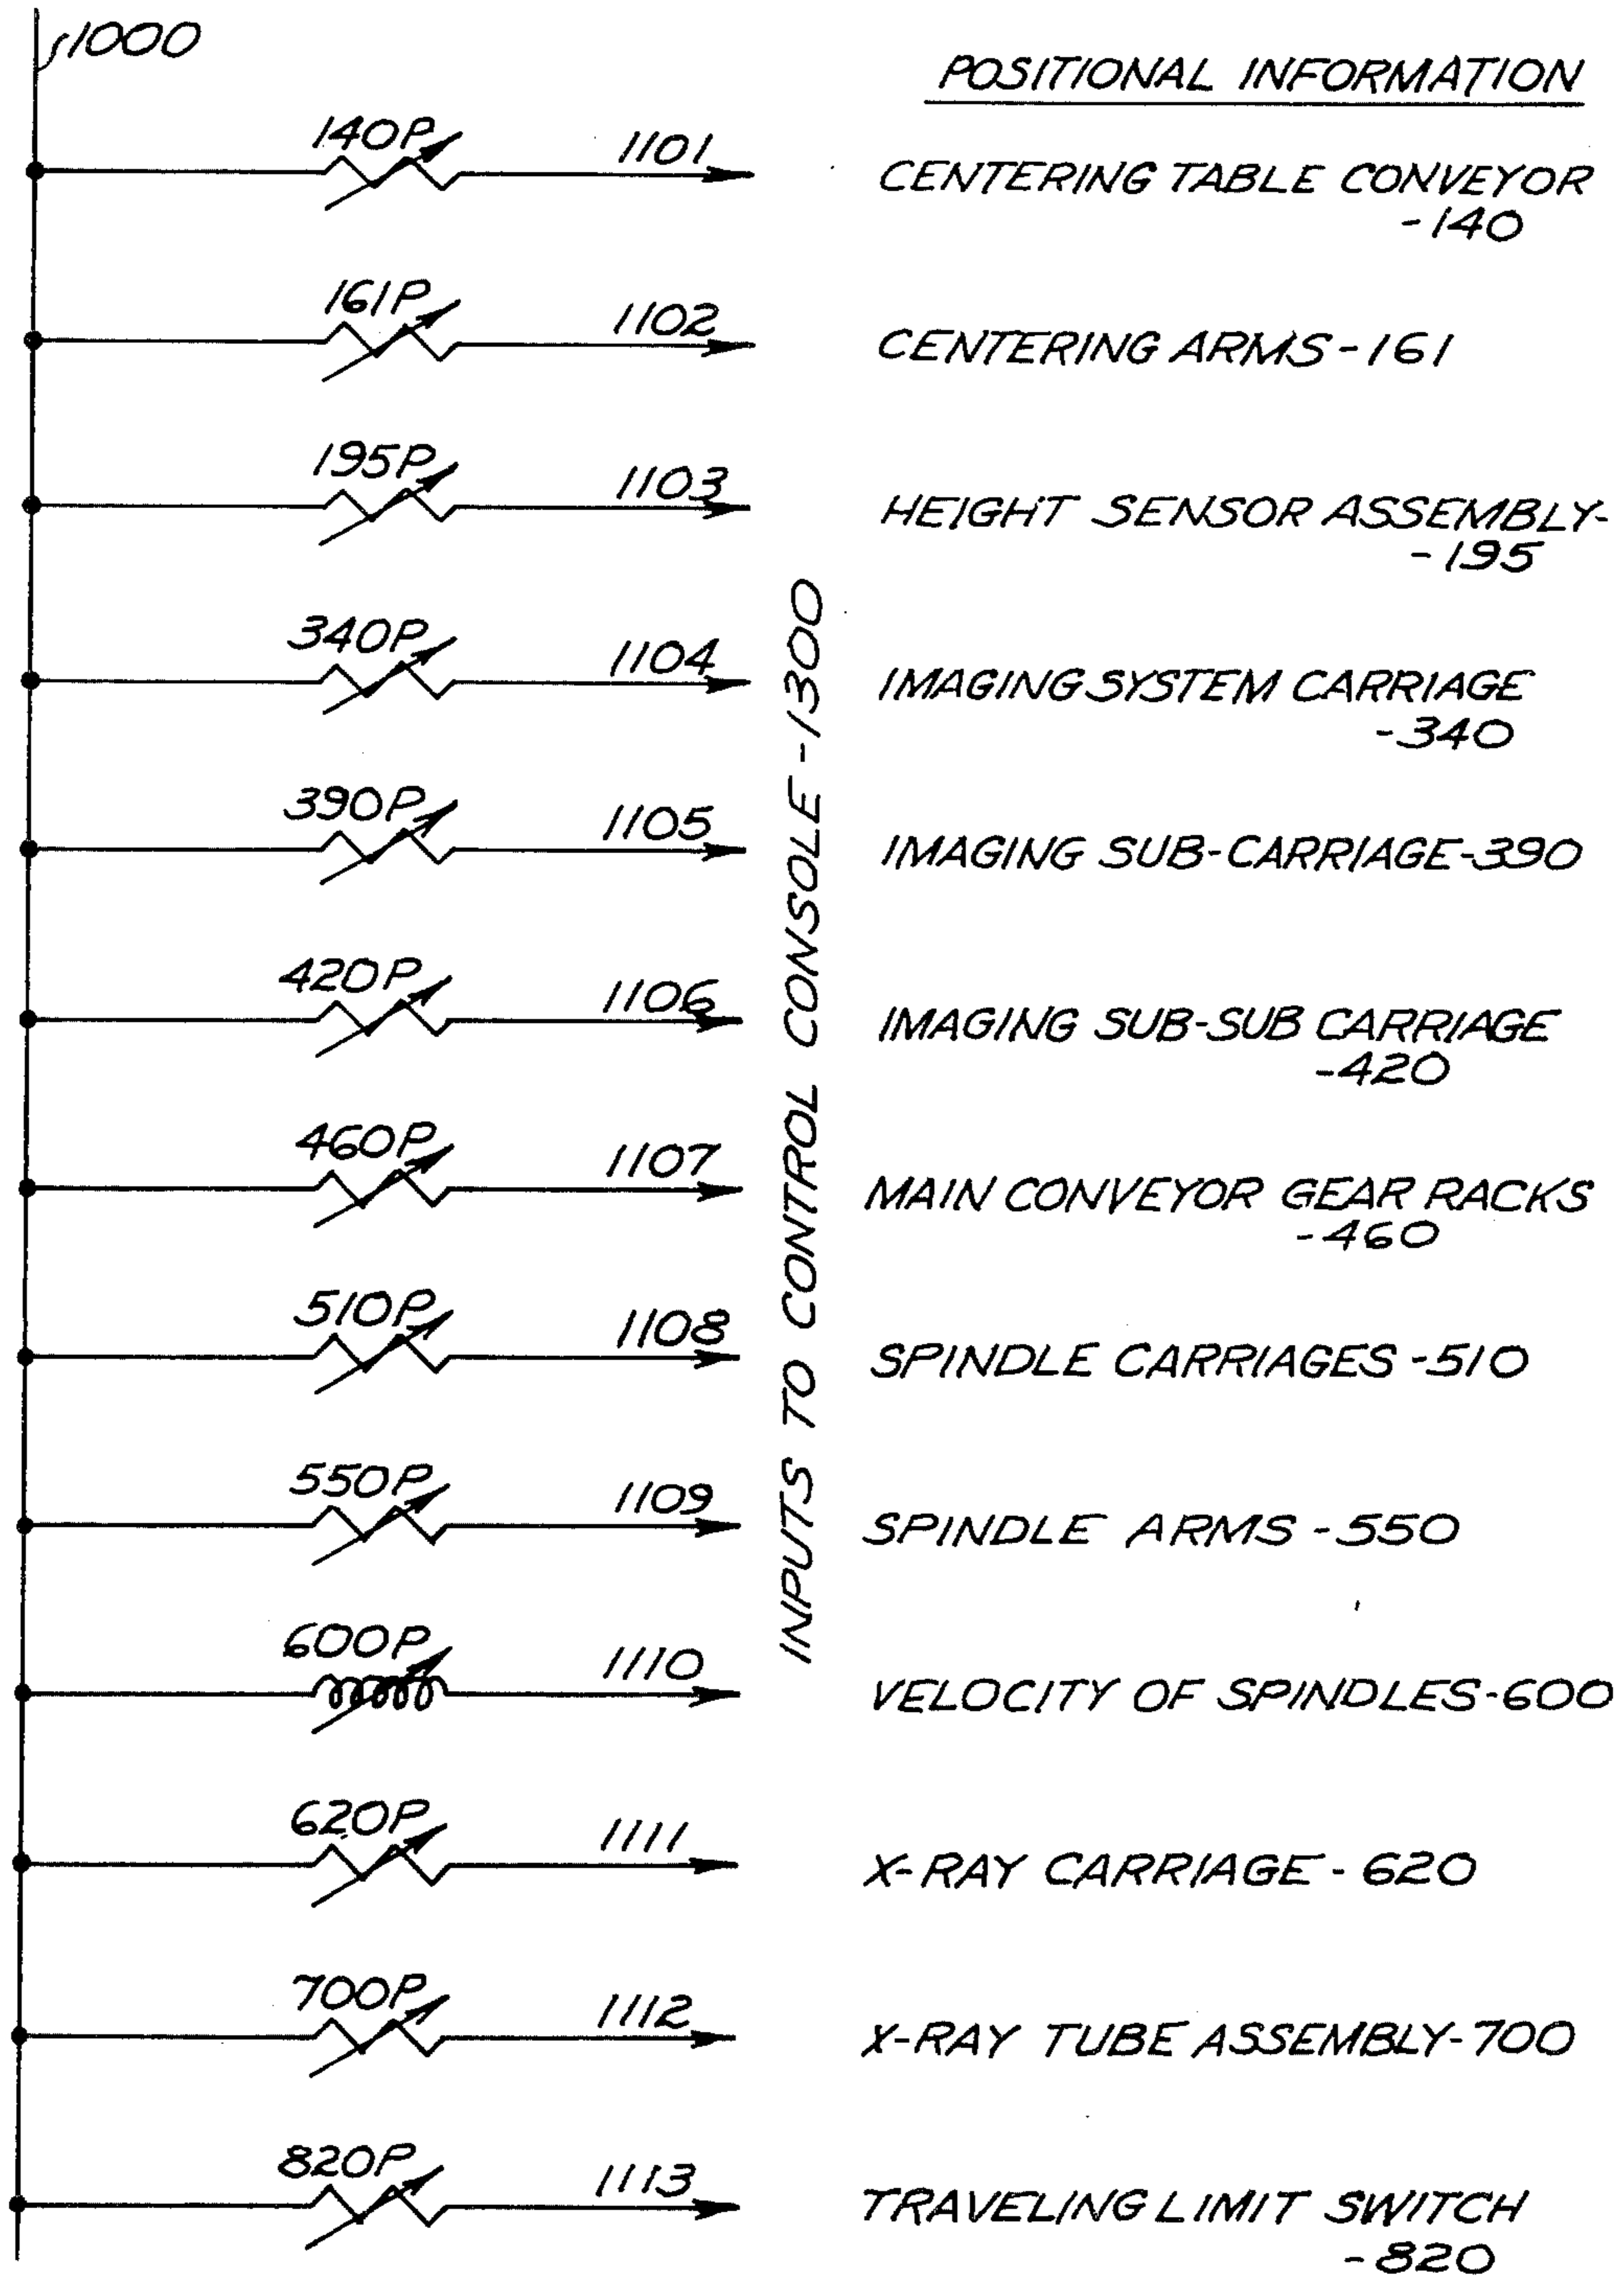 1000
POSITIONAL INFORMATION
140P 1101 CENTERING TABLE CONVEYOR
-140
161P 1102 CENTERING ARMS-161
195P 1103 HEIGHT SENSOR ASSEMBLY-
-195
340P 1104 IMAGING SYSTEM CARRIAGE
-340
390P 1105 IMAGING SUB-CARRIAGE-390
420P 1106 IMAGING SUB-SUB CARRIAGE
-420
460P 1107 MAIN CONVEYOR GEAR RACKS
-460
510P 1108 SPINDLE CARRIAGES -510
550P 1109 SPINDLE ARMS -550
600P 1110 VELOCITY OF SPINDLES-600
620P 1111 X-RAY CARRIAGE - 620
700P 1112 X-RAY TUBE ASSEMBLY-700
820P 1113 TRAVELING LIMIT SWITCH
-820
INPUTS TO CONTROL CONSOLE -1300